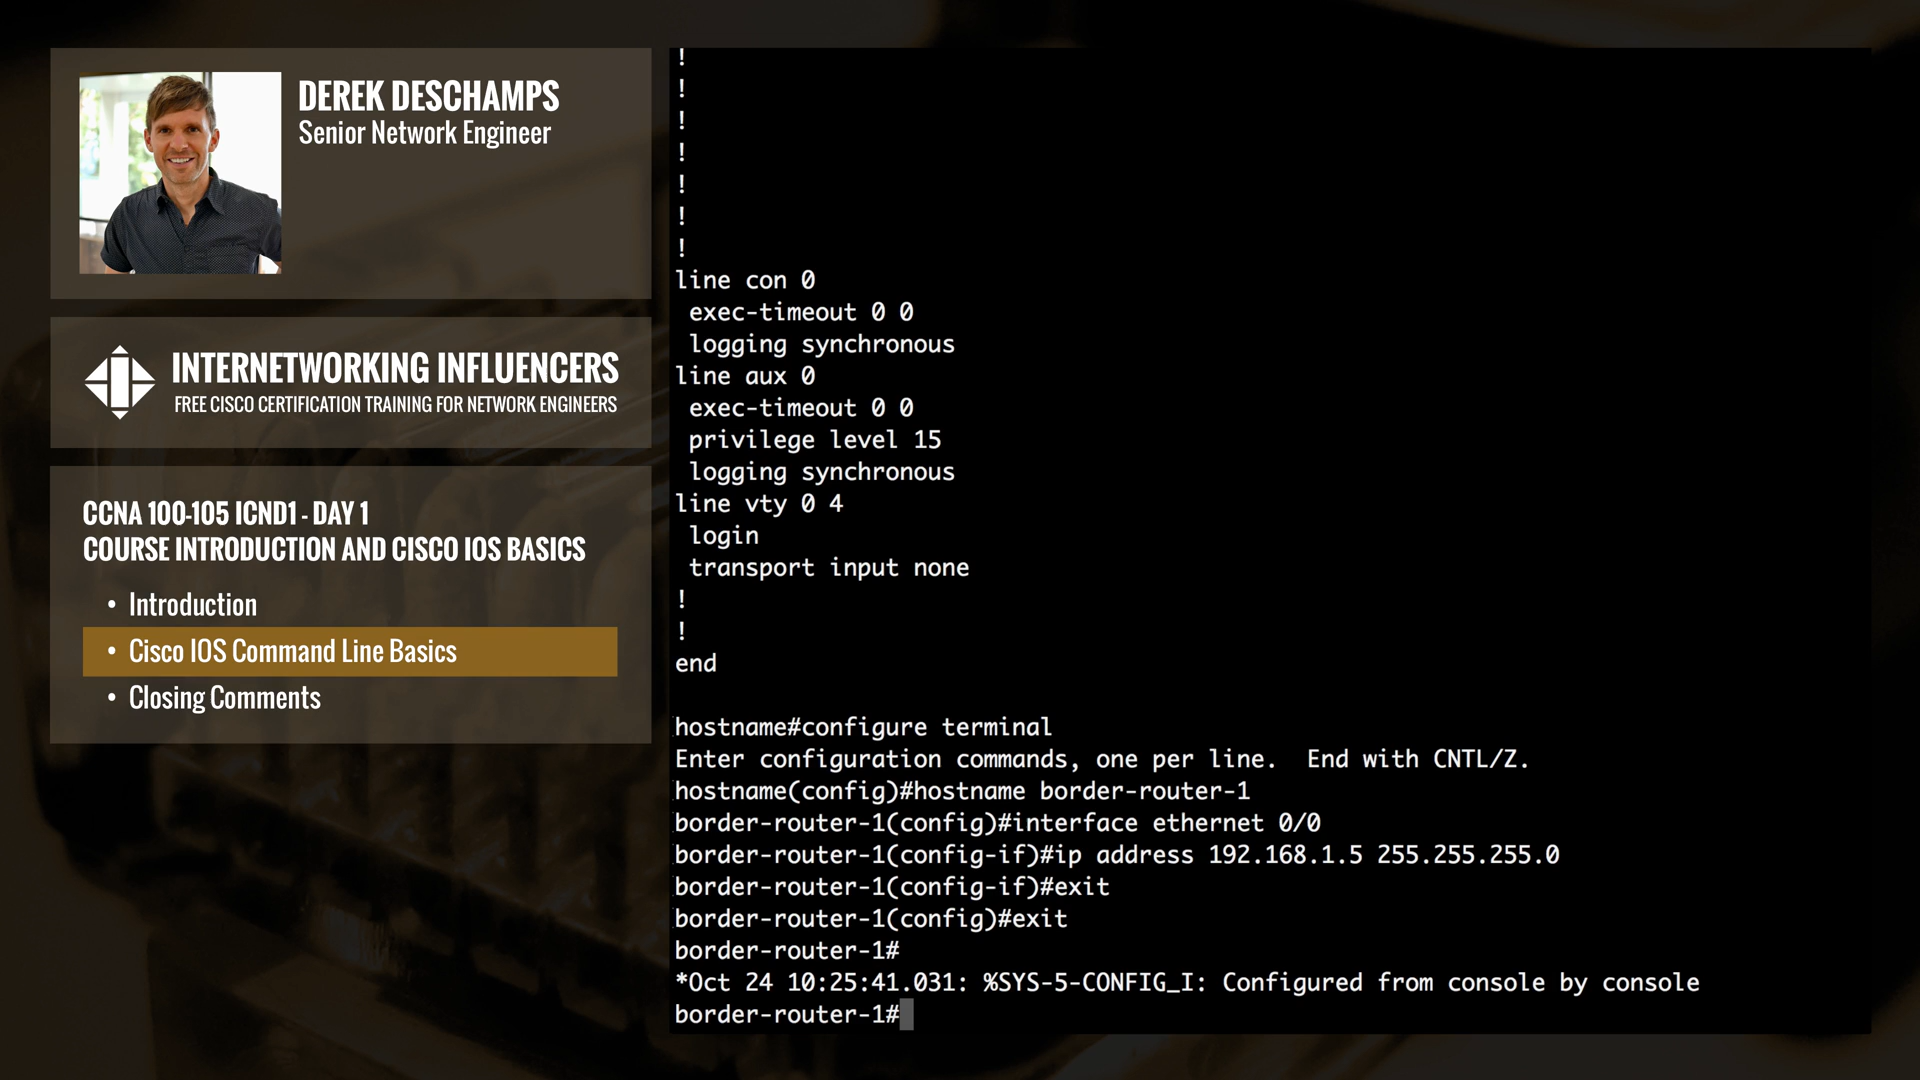 DEREK DESCHAMPS
Senior Network Engineer
INTERNETWORKING INFLUENCERS
FREE CISCO CERTIFICATION TRAINING FOR NETWORK ENGINEERS
CCNA 100-105 ICND1 - DAY 1
COURSE INTRODUCTION AND CISCO IOS BASICS
• Introduction
• Cisco IOS Command Line Basics
• Closing Comments
!
!
!
!
!
!
!
line con 0
 exec-timeout 0 0
 logging synchronous
line aux 0
 exec-timeout 0 0
 privilege level 15
 logging synchronous
line vty 0 4
 login
 transport input none
!
!
end
hostname#configure terminal
Enter configuration commands, one per line.  End with CNTL/Z.
hostname(config)#hostname border-router-1
border-router-1(config)#interface ethernet 0/0
border-router-1(config-if)#ip address 192.168.1.5 255.255.255.0
border-router-1(config-if)#exit
border-router-1(config)#exit
border-router-1#
*Oct 24 10:25:41.031: %SYS-5-CONFIG_I: Configured from console by console
border-router-1#